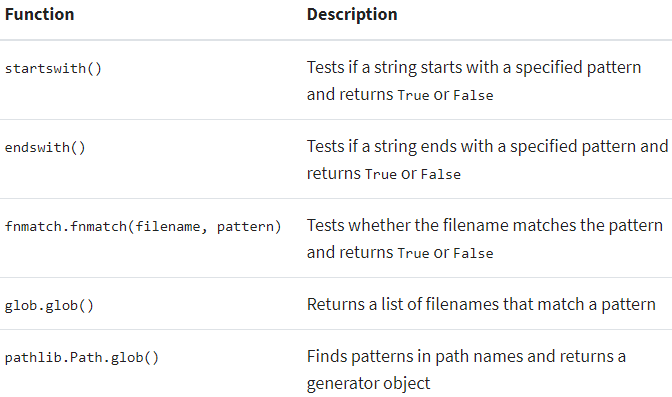 Function Description
startswith() Tests if a string starts with a specified pattern
and returns True or False
endswith() Tests if a string ends with a specified pattern and
returns True or False
fnmatch.fnmatch(filename, pattern) Tests whether the filename matches the pattern
and returns True or False
glob.glob() Returns a list of filenames that match a pattern
pathlib.Path.glob() Finds patterns in path names and returns a
generator object